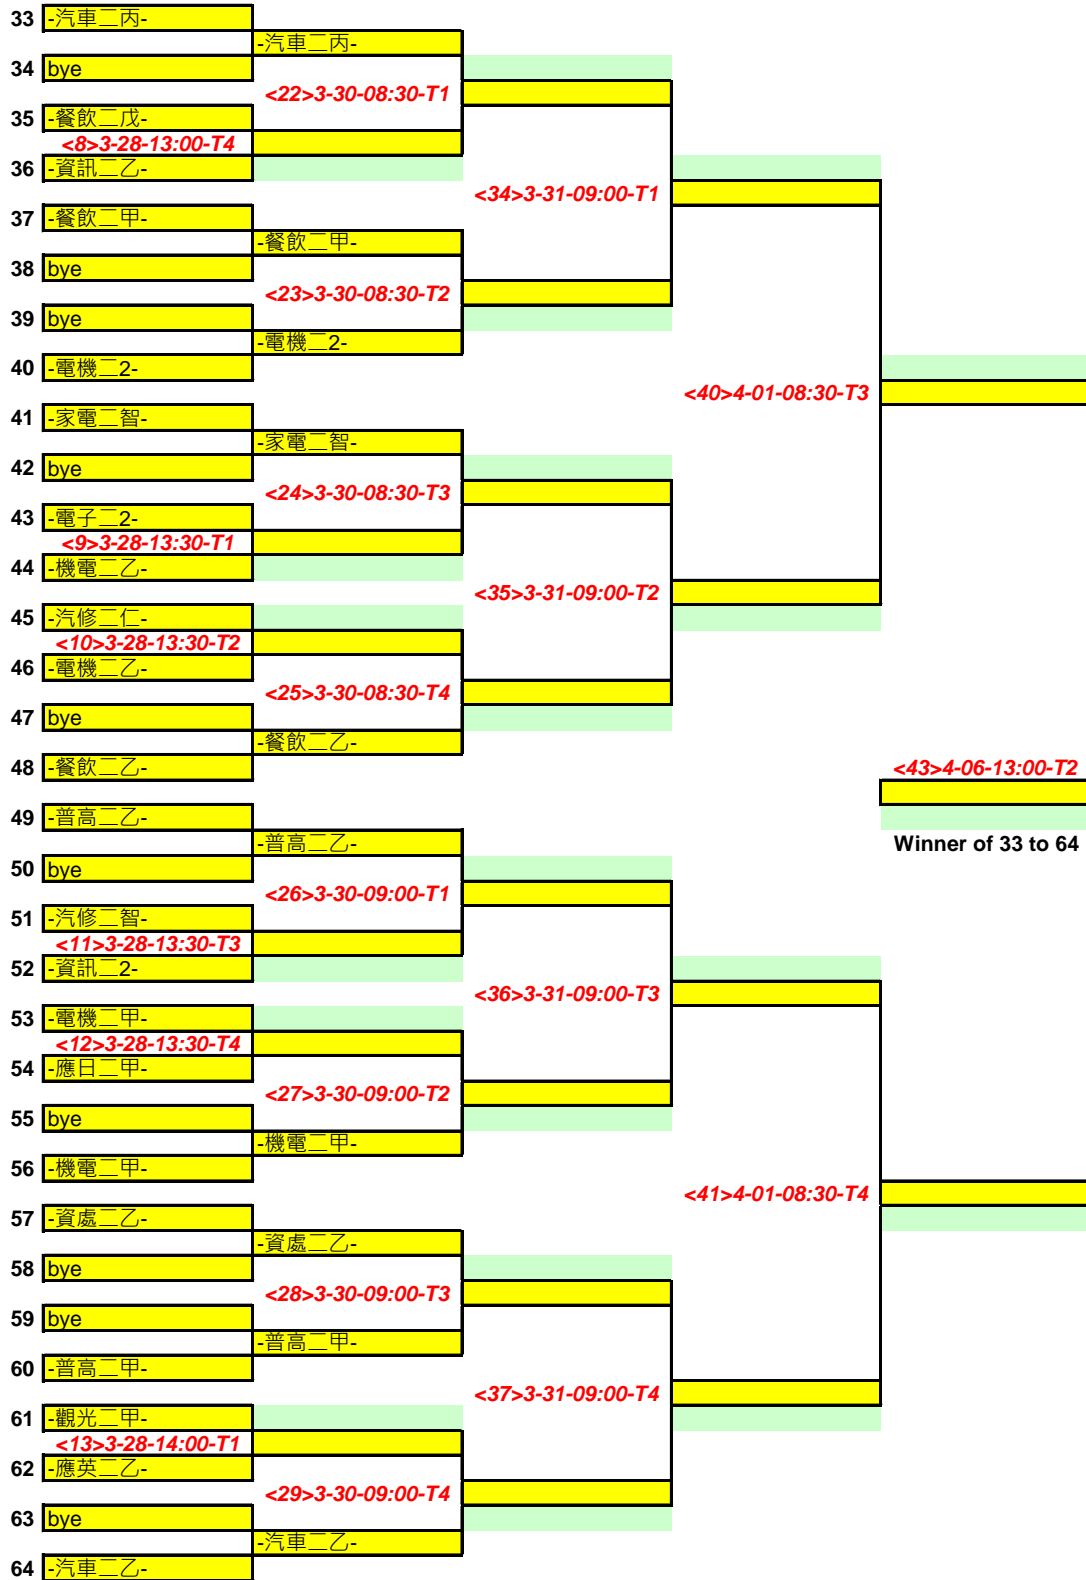 33 -汽車二丙-
-汽車二丙-
34 bye
<22>3-30-08:30-T1
35 -餐飲二戊-
<8>3-28-13:00-T4
36 -資訊二乙-
<34>3-31-09:00-T1
37 -餐飲二甲-
-餐飲二甲-
38 bye
<23>3-30-08:30-T2
39 bye
-電機二2-
40 -電機二2-
<40>4-01-08:30-T3
41 -家電二智-
-家電二智-
42 bye
<24>3-30-08:30-T3
43 -電子二2-
<9>3-28-13:30-T1
44 -機電二乙-
<35>3-31-09:00-T2
45 -汽修二仁-
<10>3-28-13:30-T2
46 -電機二乙-
<25>3-30-08:30-T4
47 bye
-餐飲二乙-
48 -餐飲二乙-
<43>4-06-13:00-T2
49 -普高二乙-
-普高二乙-
Winner of 33 to 64
50 bye
<26>3-30-09:00-T1
51 -汽修二智-
<11>3-28-13:30-T3
52 -資訊二2-
<36>3-31-09:00-T3
53 -電機二甲-
<12>3-28-13:30-T4
54 -應日二甲-
<27>3-30-09:00-T2
55 bye
-機電二甲-
56 -機電二甲-
<41>4-01-08:30-T4
57 -資處二乙-
-資處二乙-
58 bye
<28>3-30-09:00-T3
59 bye
-普高二甲-
60 -普高二甲-
<37>3-31-09:00-T4
61 -觀光二甲-
<13>3-28-14:00-T1
62 -應英二乙-
<29>3-30-09:00-T4
63 bye
-汽車二乙-
64 -汽車二乙-